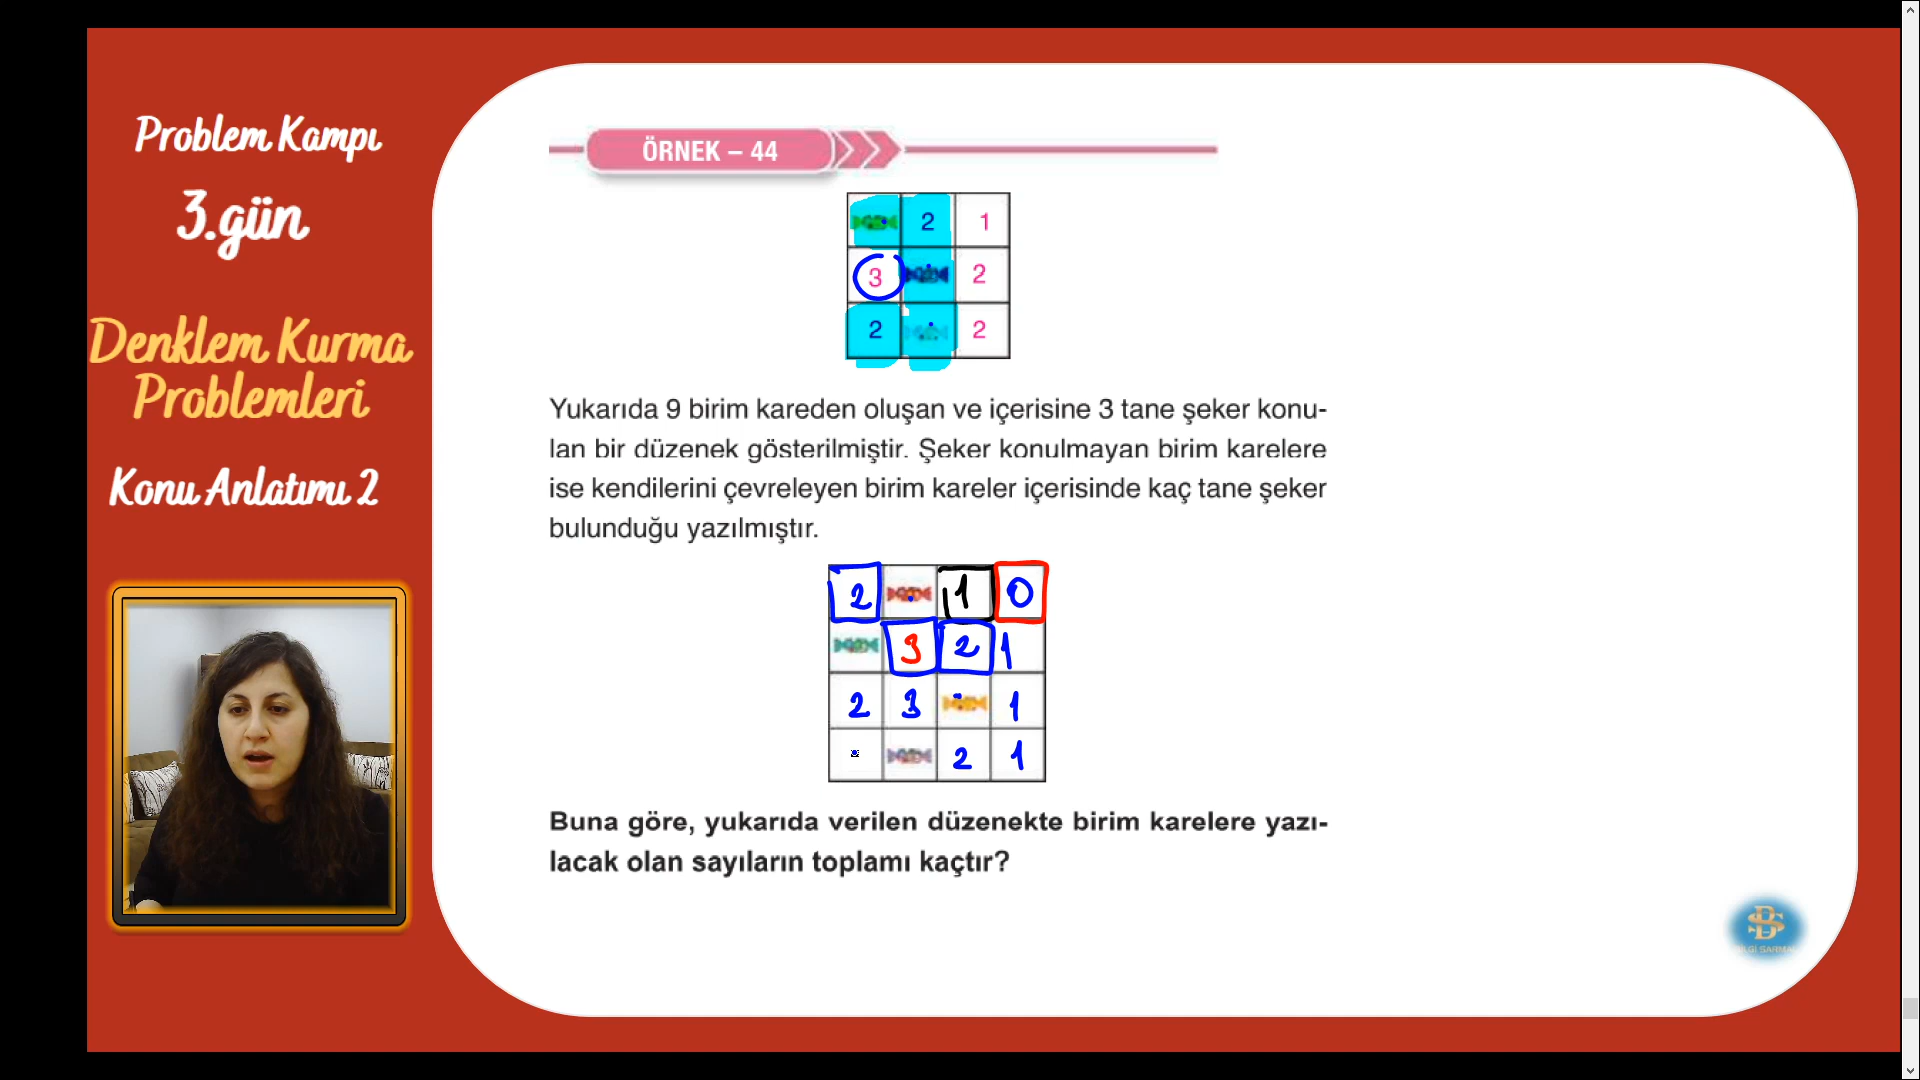 Problem Kampı
3.gün
Denklem Kurma
Problemleri
Konu Anlatımı 2
ÖRNEK – 44
2 1
3 2
2 2
Yukarıda 9 birim kareden oluşan ve içerisine 3 tane şeker konu-
lan bir düzenek gösterilmiştir. Şeker konulmayan birim karelere
ise kendilerini çevreleyen birim kareler içerisinde kaç tane şeker
bulunduğu yazılmıştır.
2 1 0
3 2 1
2 3 1
2 1
Buna göre, yukarıda verilen düzenekte birim karelere yazı-
lacak olan sayıların toplamı kaçtır?